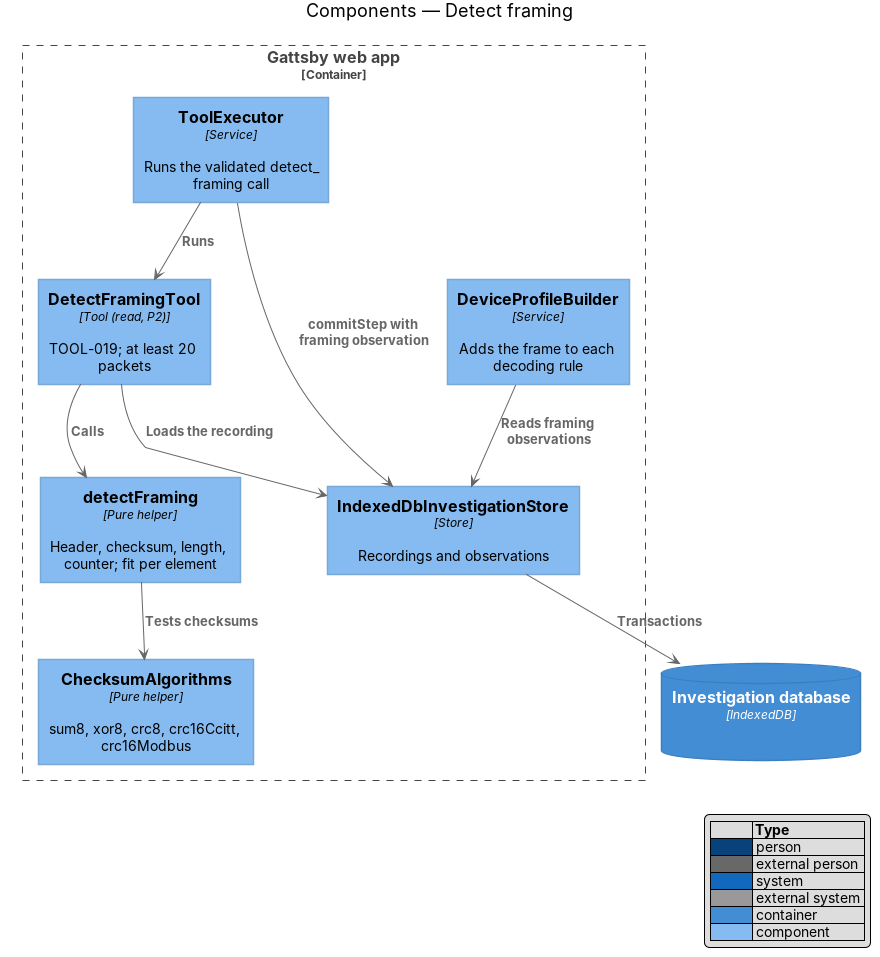 Components — Detect framing
Gattsby web app
[Container]
ToolExecutor
[Service]
Runs the validated detect_
framing call
Runs
DetectFramingTool
[Tool (read, P2)]
TOOL-019; at least 20
packets
commitStep with
framing observation
DeviceProfileBuilder
[Service]
Adds the frame to each
decoding rule
Calls
Loads the recording
Reads framing
observations
detectFraming
[Pure helper]
Header, checksum, length,
counter; fit per element
IndexedDbInvestigationStore
[Store]
Recordings and observations
Tests checksums
Transactions
ChecksumAlgorithms
[Pure helper]
sum8, xor8, crc8, crc16Ccitt,
crc16Modbus
Investigation database
[IndexedDB]
Type
person
external person
system
external system
container
component